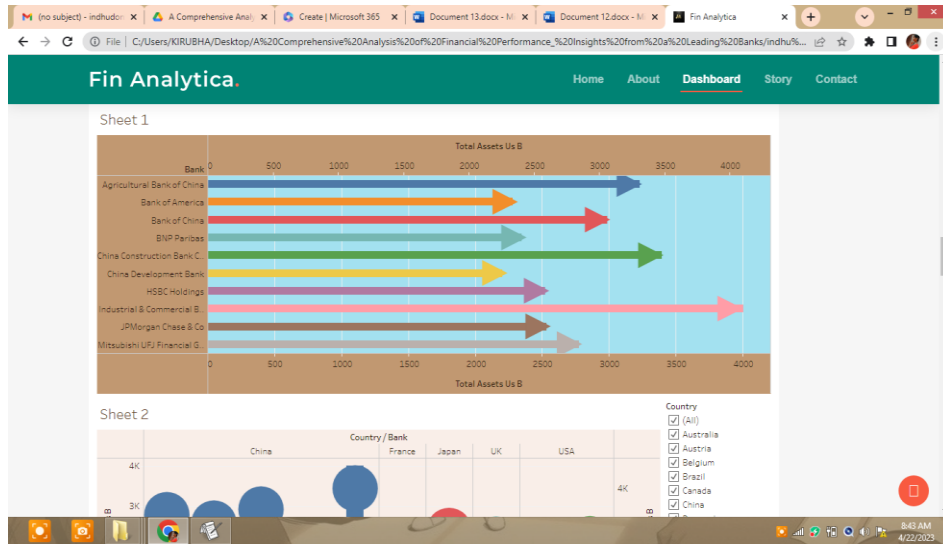 (no subject) - indhudon
A Comprehensive Anal
Create | Microsoft 365
Document 13.docx - Mi
Document 12.docx - Mi
Fin Analytica
File | C:/Users/KIRUBHA/Desktop/A%20Comprehensive%20Analysis%20of%20Financial%20Performance_%20Insights%20from%20a%20Leading%20Banks/indhu%...
Fin Analytica.
Home About Dashboard Story Contact
Sheet 1
Total Assets Us B
Bank 0 500 1000 1500 2000 2500 3000 3500 4000
Agricultural Bank of China
Bank of America
Bank of China
BNP Paribas
China Construction Bank C..
China Development Bank
HSBC Holdings
Industrial & Commercial B..
JPMorgan Chase & Co
Mitsubishi UFJ Financial G..
0 500 1000 1500 2000 2500 3000 3500 4000
Total Assets Us B
Sheet 2
Country / Bank
China France Japan UK USA
4K
3K
4K
Country
(All)
Australia
Austria
Belgium
Brazil
Canada
China
8:43 AM
4/22/2023